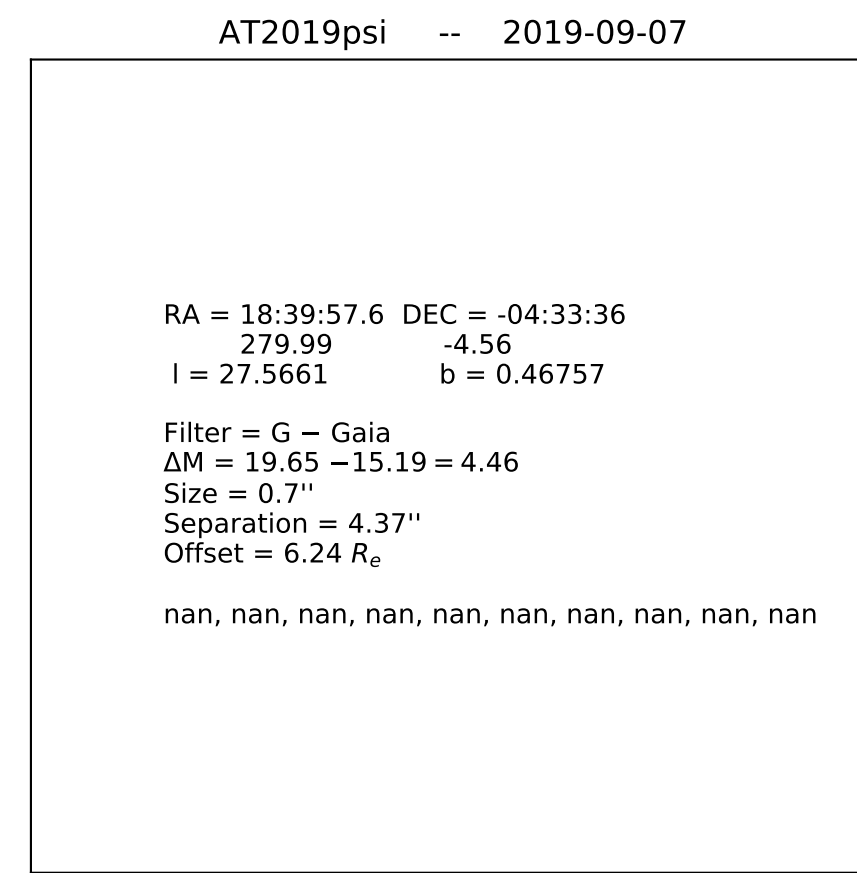 AT2019psi -- 2019-09-07
RA = 18:39:57.6 DEC = -04:33:36
279.99 -4.56
l = 27.5661 b = 0.46757
Filter = G − Gaia
ΔM = 19.65 −15.19 = 4.46
Size = 0.7''
Separation = 4.37''
Offset = 6.24 Re
nan, nan, nan, nan, nan, nan, nan, nan, nan, nan